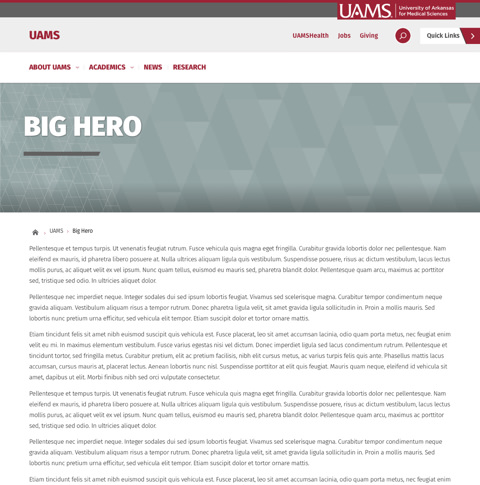 UAMS University of Arkansas
for Medical Sciences
UAMS
UAMSHealth Jobs Giving Quick Links
ABOUT UAMS ACADEMICS NEWS RESEARCH
BIG HERO
UAMS Big Hero
Pellentesque et tempus turpis. Ut venenatis feugiat rutrum. Fusce vehicula quis magna eget fringilla. Curabitur gravida lobortis dolor nec pellentesque. Nam
eleifend ex mauris, id pharetra libero posuere at. Nulla ultrices aliquam ligula quis vestibulum. Suspendisse posuere, risus ac dictum vestibulum, lacus lectus
mollis purus, ac aliquet velit ex vel ipsum. Nunc quam tellus, euismod eu mauris sed, pharetra blandit dolor. Pellentesque quam arcu, maximus ac porttitor
sed, tristique sed odio. In ultricies aliquet dolor.
Pellentesque nec imperdiet neque. Integer sodales dui sed ipsum lobortis feugiat. Vivamus sed scelerisque magna. Curabitur tempor condimentum neque
gravida aliquam. Vestibulum aliquam risus a tempor rutrum. Donec pharetra ligula velit, sit amet gravida ligula sollicitudin in. Proin a mollis mauris. Sed
lobortis nunc pretium urna efficitur, sed vehicula elit tempor. Etiam suscipit dolor et tortor ornare mattis.
Etiam tincidunt felis sit amet nibh euismod suscipit quis vehicula est. Fusce placerat, leo sit amet accumsan lacinia, odio quam porta metus, nec feugiat enim
velit eu mi. In maximus elementum vestibulum. Fusce varius egestas nisi vel dictum. Donec imperdiet ligula sed lacus condimentum rutrum. Pellentesque et
tincidunt tortor, sed fringilla metus. Curabitur pretium, elit ac pretium facilisis, nibh elit cursus metus, ac varius turpis felis quis ante. Phasellus mattis lacus
accumsan, cursus mauris at, placerat lectus. Aenean lobortis nunc nisl. Suspendisse porttitor at elit quis feugiat. Mauris quam neque, eleifend id vehicula sit
amet, dapibus ut elit. Morbi finibus nibh sed orci vulputate consectetur.
Pellentesque et tempus turpis. Ut venenatis feugiat rutrum. Fusce vehicula quis magna eget fringilla. Curabitur gravida lobortis dolor nec pellentesque. Nam
eleifend ex mauris, id pharetra libero posuere at. Nulla ultrices aliquam ligula quis vestibulum. Suspendisse posuere, risus ac dictum vestibulum, lacus lectus
mollis purus, ac aliquet velit ex vel ipsum. Nunc quam tellus, euismod eu mauris sed, pharetra blandit dolor. Pellentesque quam arcu, maximus ac porttitor
sed, tristique sed odio. In ultricies aliquet dolor.
Pellentesque nec imperdiet neque. Integer sodales dui sed ipsum lobortis feugiat. Vivamus sed scelerisque magna. Curabitur tempor condimentum neque
gravida aliquam. Vestibulum aliquam risus a tempor rutrum. Donec pharetra ligula velit, sit amet gravida ligula sollicitudin in. Proin a mollis mauris. Sed
lobortis nunc pretium urna efficitur, sed vehicula elit tempor. Etiam suscipit dolor et tortor ornare mattis.
Etiam tincidunt felis sit amet nibh euismod suscipit quis vehicula est. Fusce placerat, leo sit amet accumsan lacinia, odio quam porta metus, nec feugiat enim